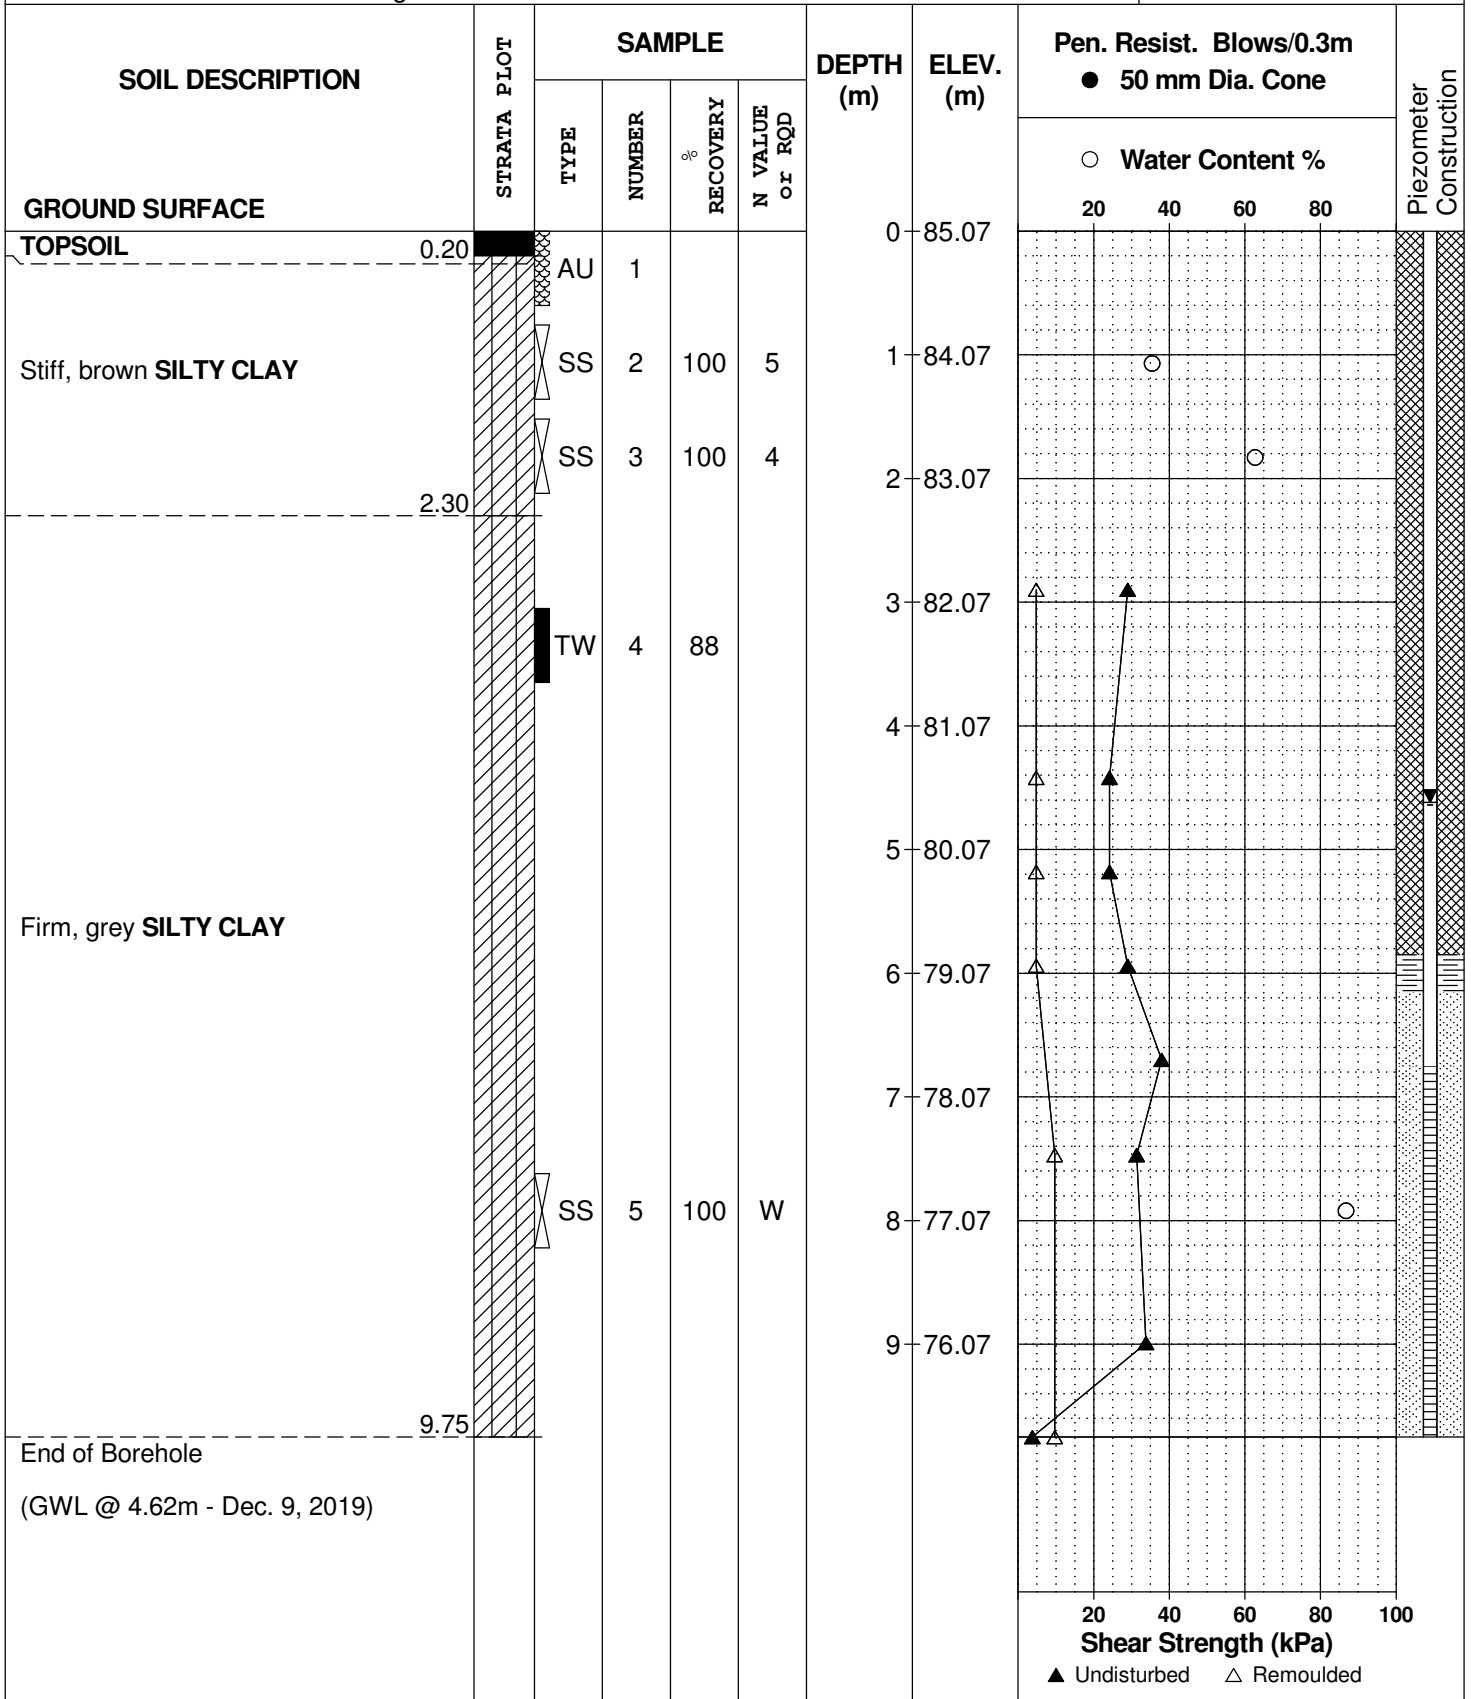 SOIL DESCRIPTION
GROUND SURFACE
STRATA PLOT
SAMPLE
TYPE
NUMBER
% RECOVERY
N VALUE or RQD
DEPTH (m)
ELEV. (m)
Pen. Resist. Blows/0.3m
● 50 mm Dia. Cone
○ Water Content %
20 40 60 80
Piezometer Construction
TOPSOIL 0.20
AU 1
0 85.07
Stiff, brown SILTY CLAY
SS 2 100 5
1 84.07
SS 3 100 4
2 83.07
2.30
3 82.07
TW 4 88
4 81.07
5 80.07
Firm, grey SILTY CLAY
6 79.07
7 78.07
SS 5 100 W
8 77.07
9 76.07
9.75
End of Borehole
(GWL @ 4.62m - Dec. 9, 2019)
20 40 60 80 100
Shear Strength (kPa)
▲ Undisturbed △ Remoulded